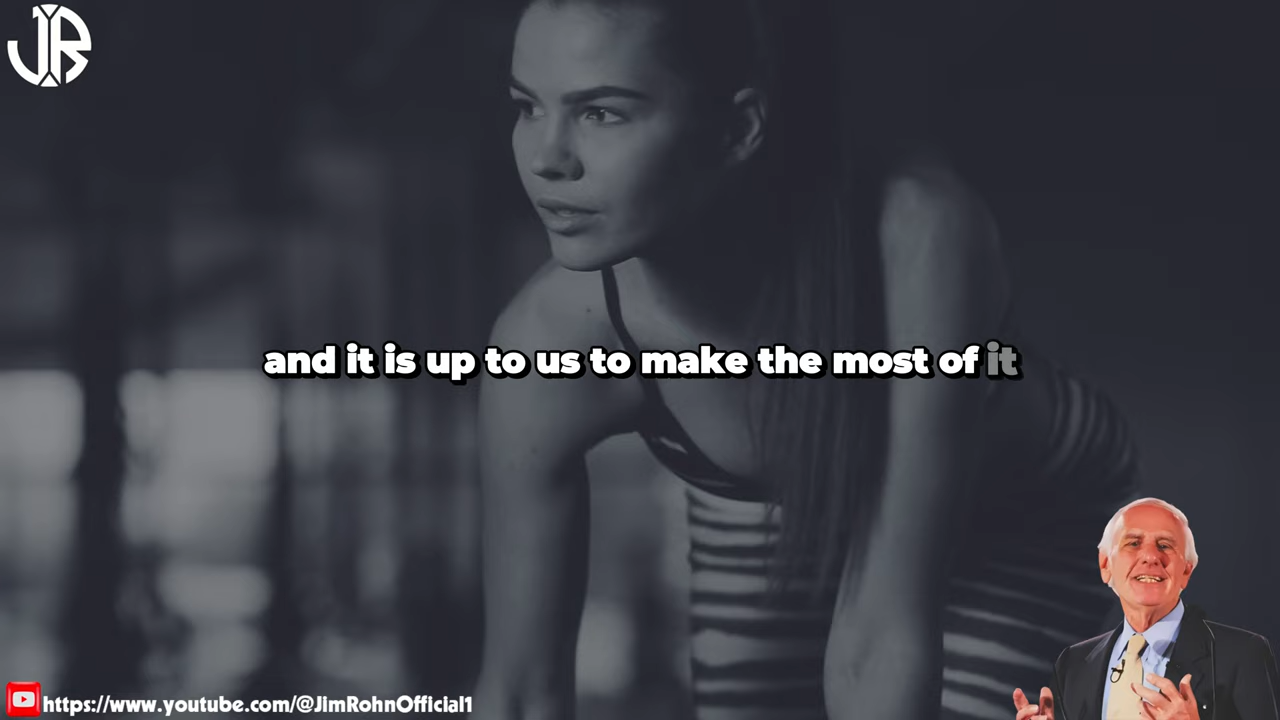 JR
and it is up to us to make the most of it
https://www.youtube.com/@JimRohnOfficial1